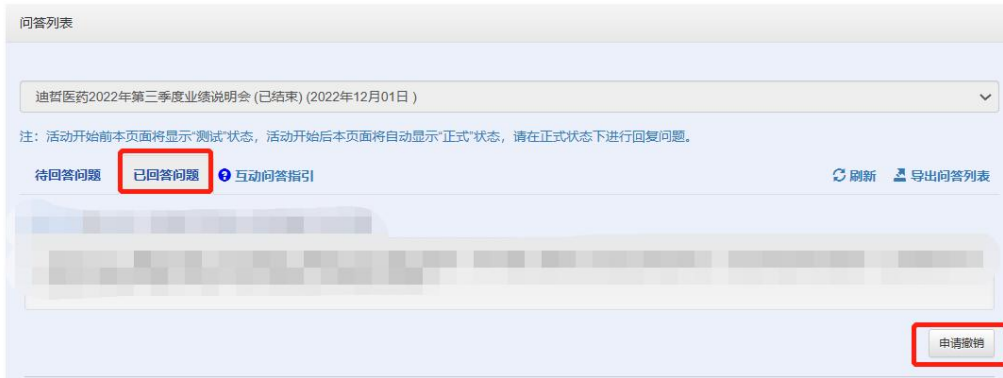 问答列表
迪哲医药2022年第三季度业绩说明会 (已结束) (2022年12月01日 )
注：活动开始前本页面将显示“测试”状态，活动开始后本页面将自动显示“正式”状态，请在正式状态下进行回复问题。
待回答问题 已回答问题 ? 互动问答指引 刷新 导出问答列表
申请撤销